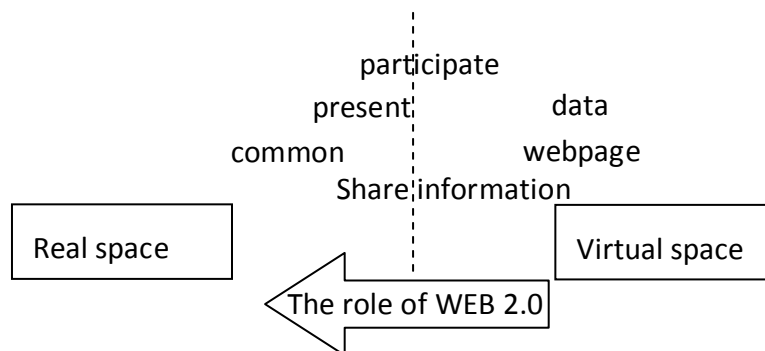 participate
present data
common webpage
Share information
Real space Virtual space
The role of WEB 2.0